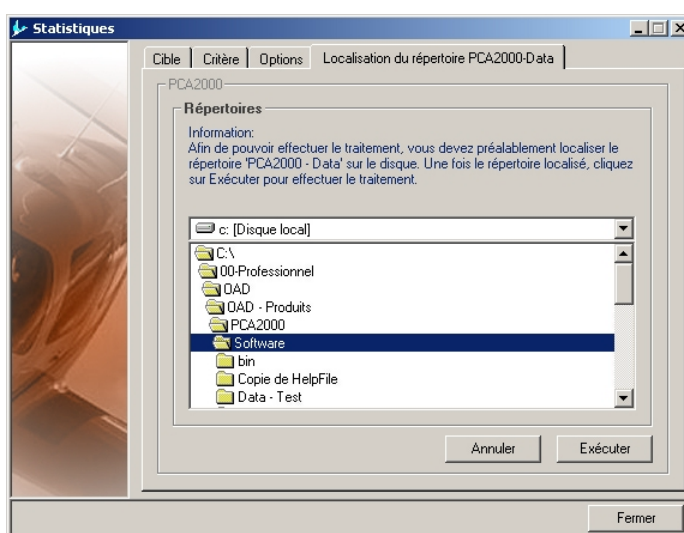 Statistiques
Cible Critère Options Localisation du répertoire PCA2000-Data
PCA2000
Répertoires
Information:
Afin de pouvoir effectuer le traitement, vous devez préalablement localiser le
répertoire 'PCA2000 - Data' sur le disque. Une fois le répertoire localisé, cliquez
sur Exécuter pour effectuer le traitement.
c: [Disque local]
C:\
00-Professionnel
OAD
OAD - Produits
PCA2000
Software
bin
Copie de HelpFile
Data - Test
Annuler Exécuter
Fermer